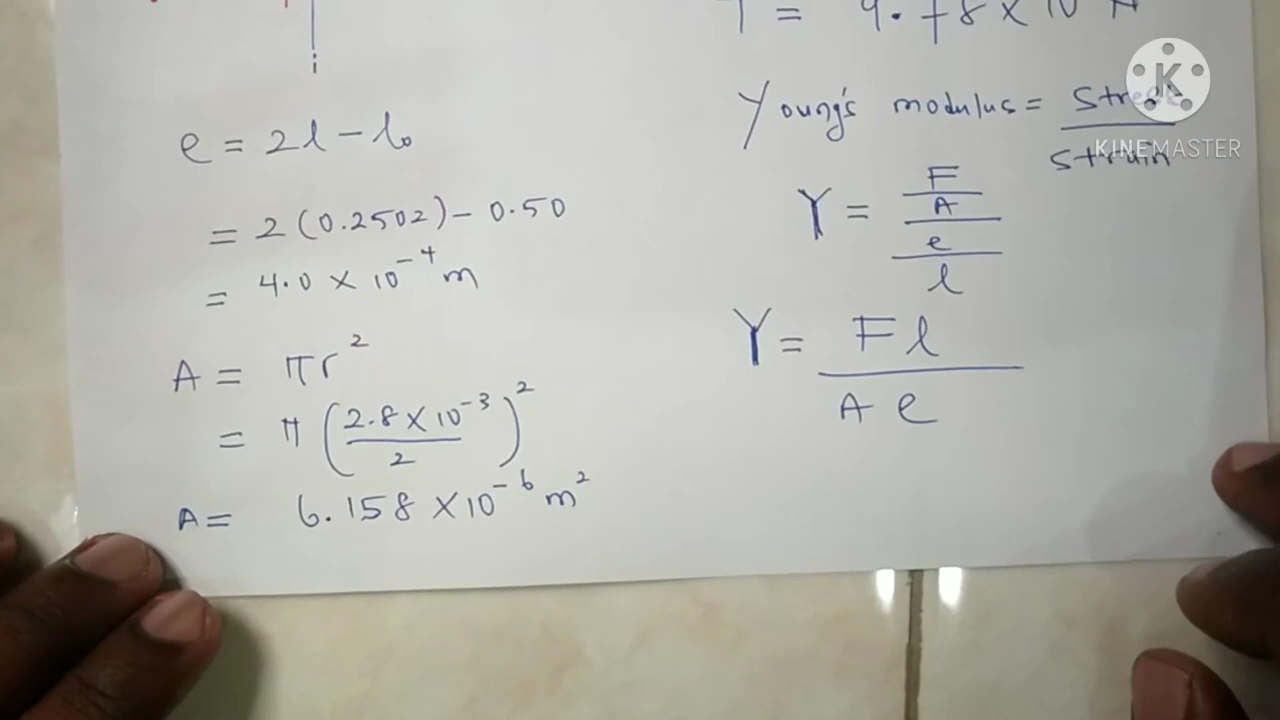 e = 2l - l₀
= 2 (0.2502) - 0.50
= 4.0 × 10⁻⁴ m
A = πr²
= π (2.8 × 10⁻³ / 2)²
A = 6.158 × 10⁻⁶ m²
Young's modulus = Stress / Strain
Y = F/A / e/l
Y = Fl / Ae
K
KINEMASTER